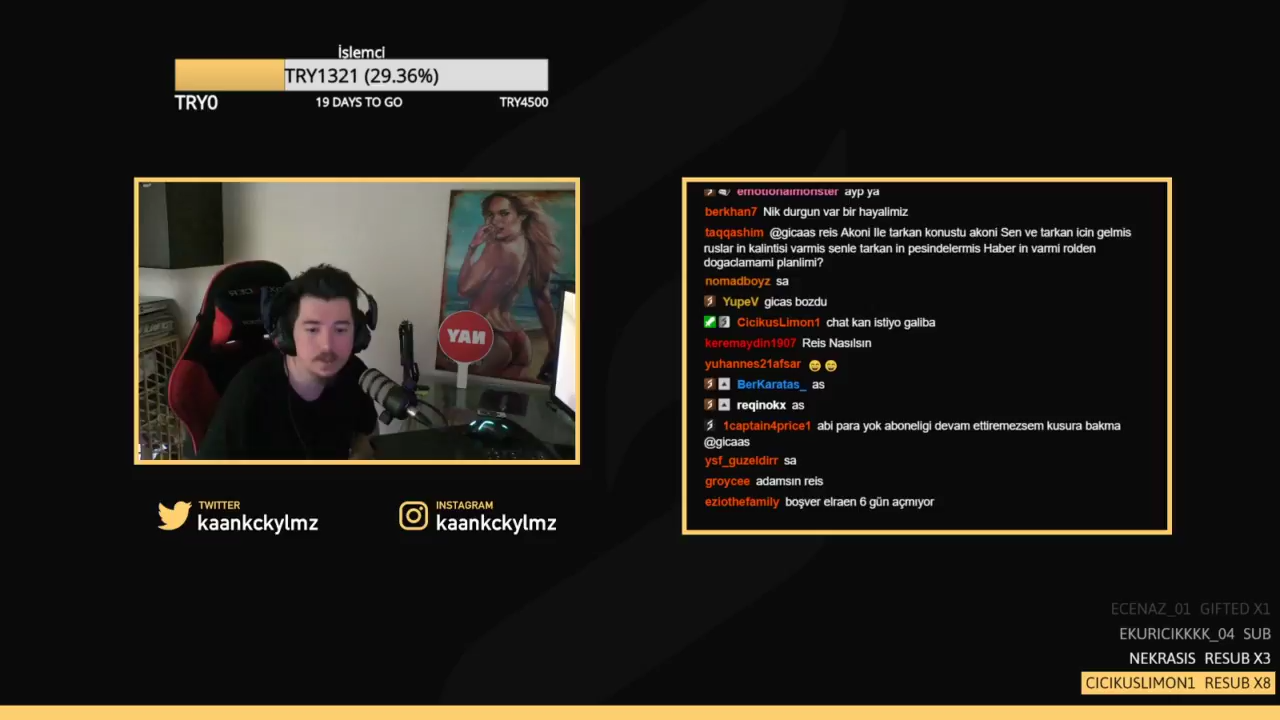 İslemci
TRY1321 (29.36%)
TRY0 19 DAYS TO GO TRY4500
YAN
TWITTER
kaankckylmz
INSTAGRAM
kaankckylmz
emotionalmonster ayp ya
berkhan7 Nik durgun var bir hayalimiz
taqqashim @gicaas reis Akoni Ile tarkan konustu akoni Sen ve tarkan icin gelmis
ruslar in kalintisi varmis senle tarkan in pesindelermis Haber in varmi rolden
dogaclamami planlimi?
nomadboyz sa
YupeV gicas bozdu
CicikusLimon1 chat kan istiyo galiba
keremaydin1907 Reis Nasılsın
yuhannes21afsar
BerKaratas_ as
reqinokx as
1captain4price1 abi para yok aboneligi devam ettiremezsem kusura bakma
@gicaas
ysf_guzeldirr sa
groycee adamsın reis
eziothefamily boşver elraen 6 gün açmıyor
ECENAZ_01 GIFTED X1
EKURICIKKKK_04 SUB
NEKRASIS RESUB X3
CICIKUSLIMON1 RESUB X8